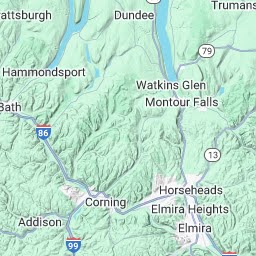 attsburgh
Dundee
Trumans
79
Hammondsport
Watkins Glen
Montour Falls
Bath
86
13
Horseheads
Corning
Elmira Heights
Addison
Elmira
99